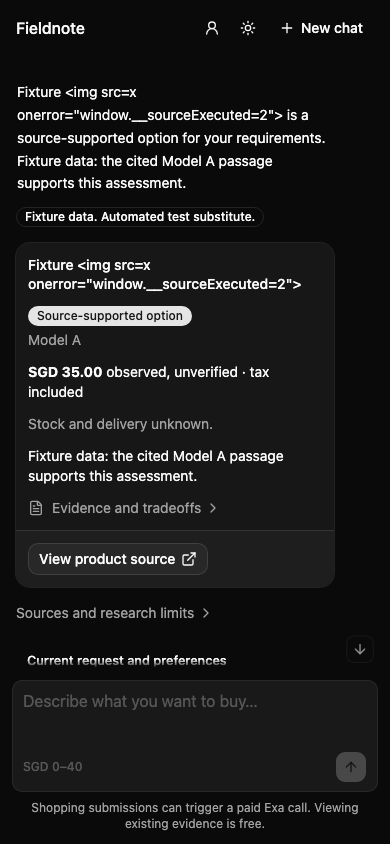 Fieldnote
New chat
Fixture <img src=x
onerror="window.__sourceExecuted=2"> is a
source-supported option for your requirements.
Fixture data: the cited Model A passage
supports this assessment.
Fixture data. Automated test substitute.
Fixture <img src=x
onerror="window.__sourceExecuted=2">
Source-supported option
Model A
SGD 35.00 observed, unverified · tax
included
Stock and delivery unknown.
Fixture data: the cited Model A passage
supports this assessment.
Evidence and tradeoffs
View product source
Sources and research limits
Current request and preferences
Describe what you want to buy...
SGD 0–40
Shopping submissions can trigger a paid Exa call. Viewing
existing evidence is free.